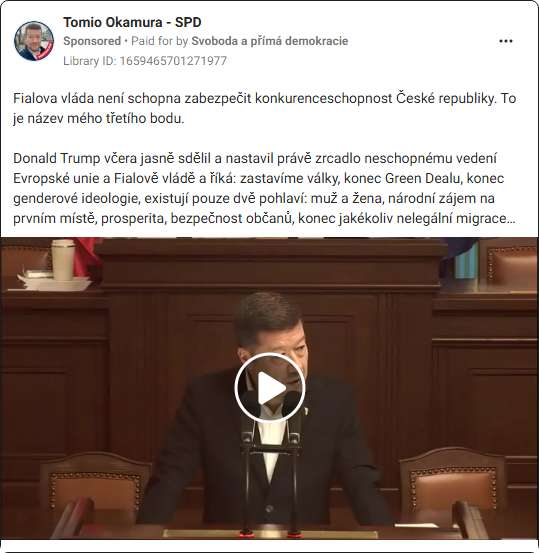 Tomio Okamura - SPD
Sponsored • Paid for by Svoboda a přímá demokracie
Library ID: 1659465701271977
Fialova vláda není schopna zabezpečit konkurenceschopnost České republiky. To
je název mého třetího bodu.
Donald Trump včera jasně sdělil a nastavil právě zrcadlo neschopnému vedení
Evropské unie a Fialově vládě a říká: zastavíme války, konec Green Dealu, konec
genderové ideologie, existují pouze dvě pohlaví: muž a žena, národní zájem na
prvním místě, prosperita, bezpečnost občanů, konec jakékoliv nelegální migrace...